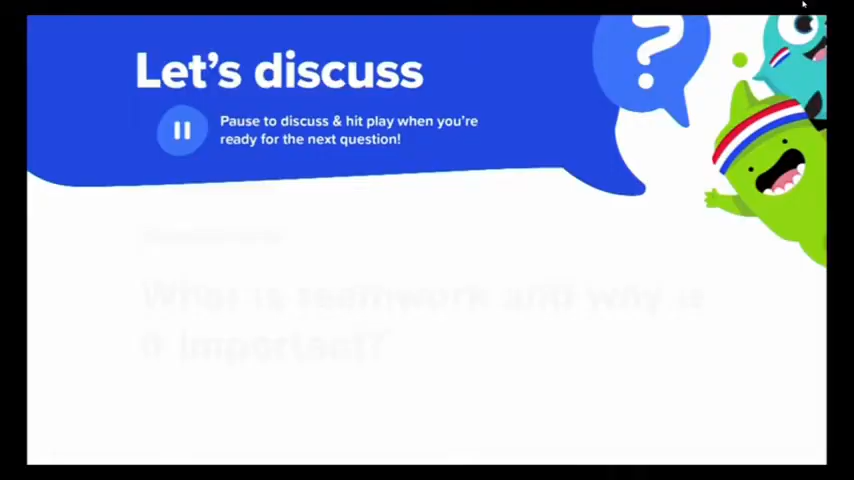 Let's discuss
Pause to discuss & hit play when you're
ready for the next question!
What is teamwork and why is
it important?